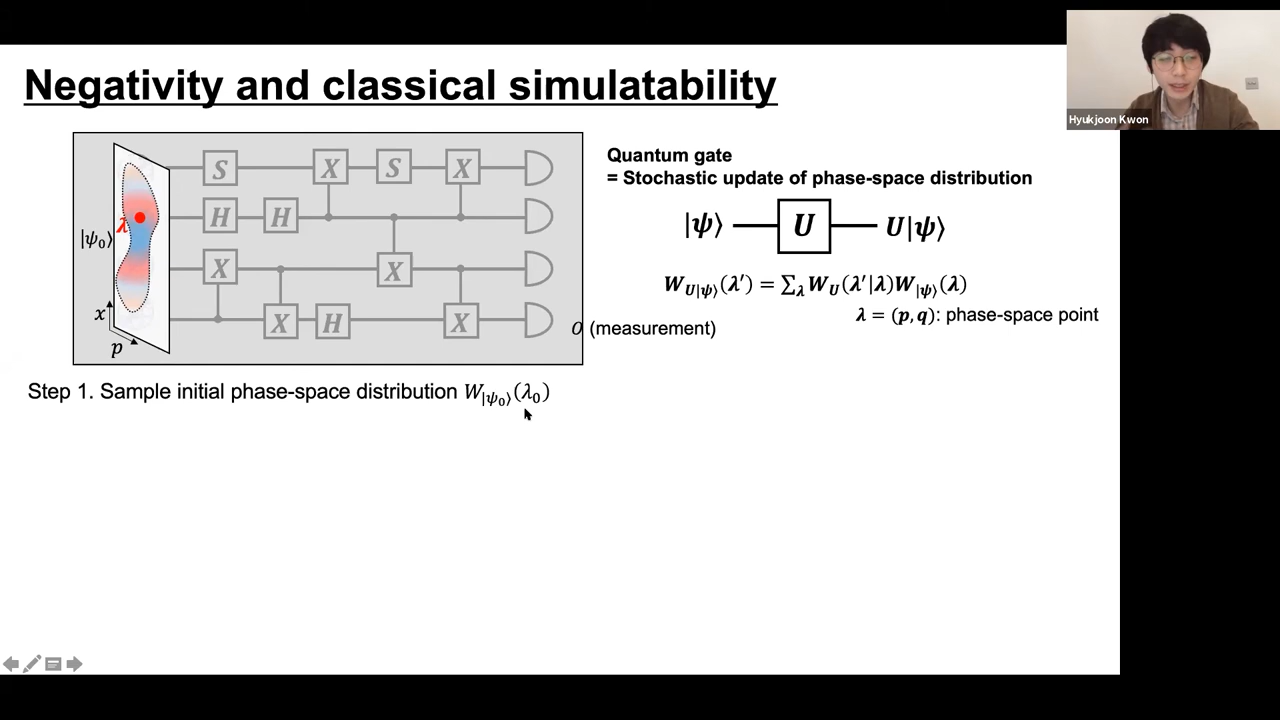 Negativity and classical simulatability
Hyukjoon Kwon
S X S X
H H
λ
|ψ₀⟩
X X
x
p
X H X
O (measurement)
Quantum gate
= Stochastic update of phase-space distribution
|ψ⟩ U U|ψ⟩
W_{U|ψ⟩}(λ′) = ∑_λ W_U(λ′|λ)W_{|ψ⟩}(λ)
λ = (p, q): phase-space point
Step 1. Sample initial phase-space distribution W_{|ψ₀⟩}(λ₀)